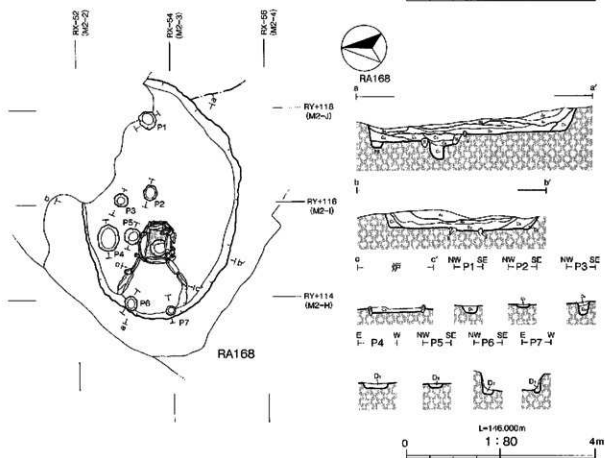 RX-52
(M2-2)
RX-54
(M2-3)
RX-56
(M2-4)
RY+118
(M2-J)
RY+116
(M2-I)
RY+114
(M2-H)
P1
P2
P3
P4
P5
P6
P7
a
a'
b
b'
RA168
RA168
a a'
b b'
c 炉 c'
NW P1 SE
NW P2 SE
NW P3 SE
E P4 W
NW P5 SE
NW P6 SE
E P7 W
L=146.000m
1:80
0 4m